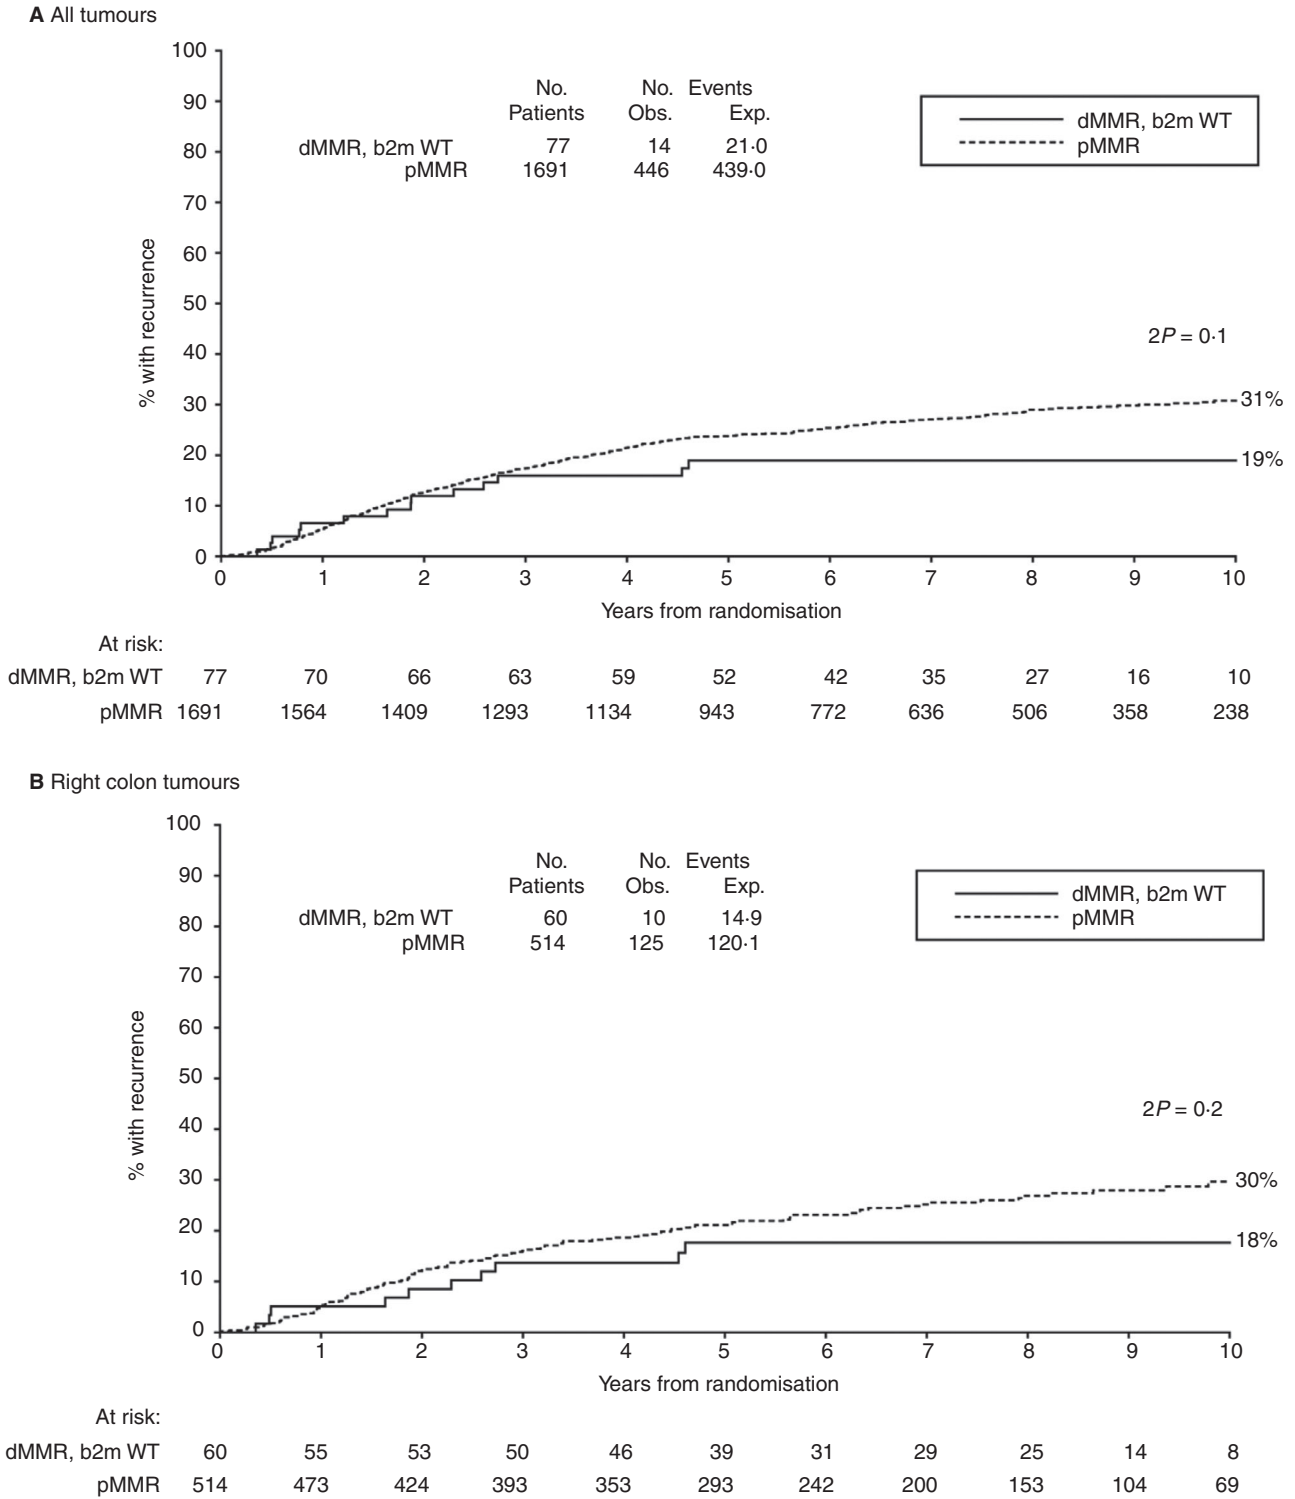 A All tumours
100
90
80
70
60
50
40
30
20
10
0
% with recurrence
No. No. Events
Patients Obs. Exp.
dMMR, b2m WT 77 14 21·0
pMMR 1691 446 439·0
dMMR, b2m WT
pMMR
2P = 0·1
31%
19%
0 1 2 3 4 5 6 7 8 9 10
Years from randomisation
At risk:
dMMR, b2m WT 77 70 66 63 59 52 42 35 27 16 10
pMMR 1691 1564 1409 1293 1134 943 772 636 506 358 238
B Right colon tumours
100
90
80
70
60
50
40
30
20
10
0
% with recurrence
No. No. Events
Patients Obs. Exp.
dMMR, b2m WT 60 10 14·9
pMMR 514 125 120·1
dMMR, b2m WT
pMMR
2P = 0·2
30%
18%
0 1 2 3 4 5 6 7 8 9 10
Years from randomisation
At risk:
dMMR, b2m WT 60 55 53 50 46 39 31 29 25 14 8
pMMR 514 473 424 393 353 293 242 200 153 104 69